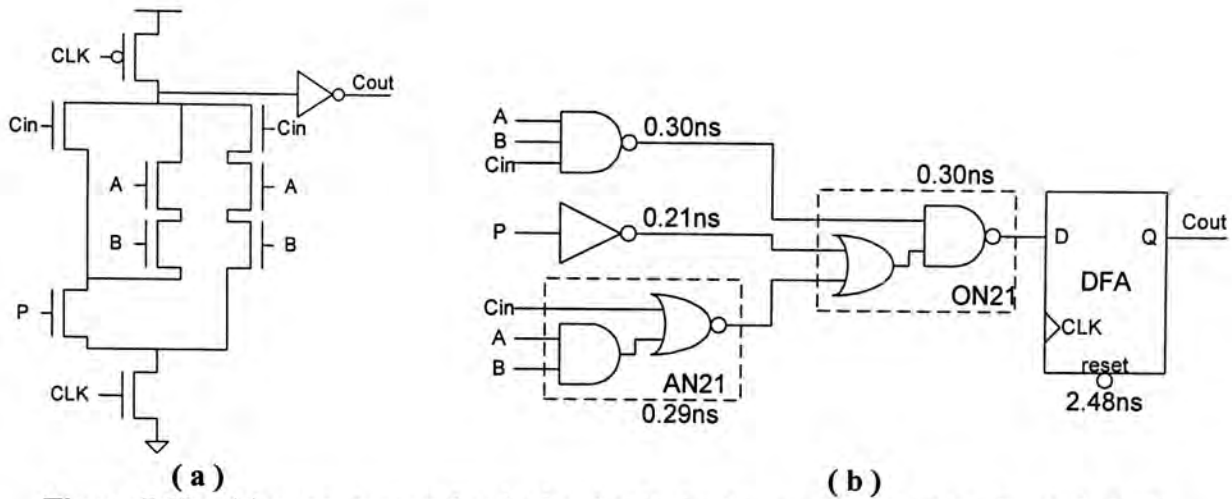 CLK
Cout
Cin
Cin
A
A
B
B
P
CLK
( a )
A
B
Cin
0.30ns
P
0.21ns
Cin
A
B
AN21
0.29ns
0.30ns
ON21
D
Q
Cout
DFA
CLK
reset
2.48ns
( b )